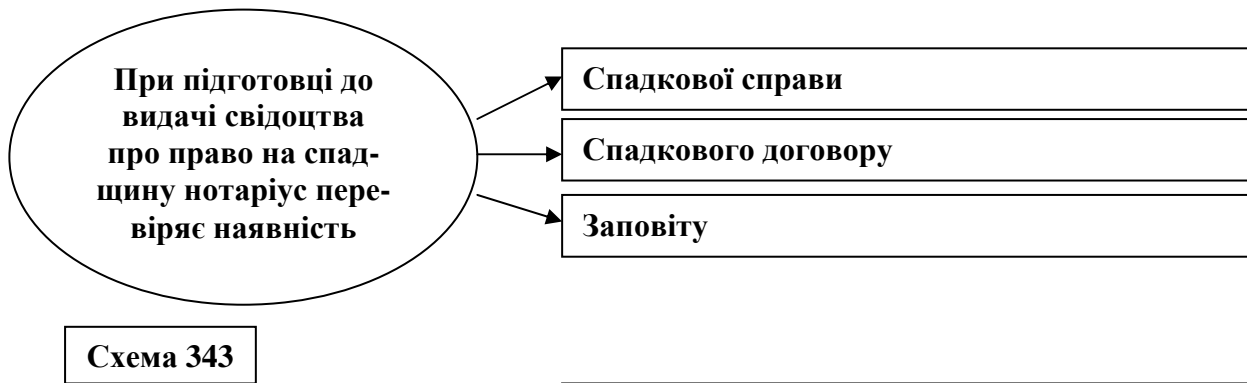 При підготовці до
видачі свідоцтва
про право на спад-
щину нотаріус пере-
віряє наявність
Спадкової справи
Спадкового договору
Заповіту
Схема 343